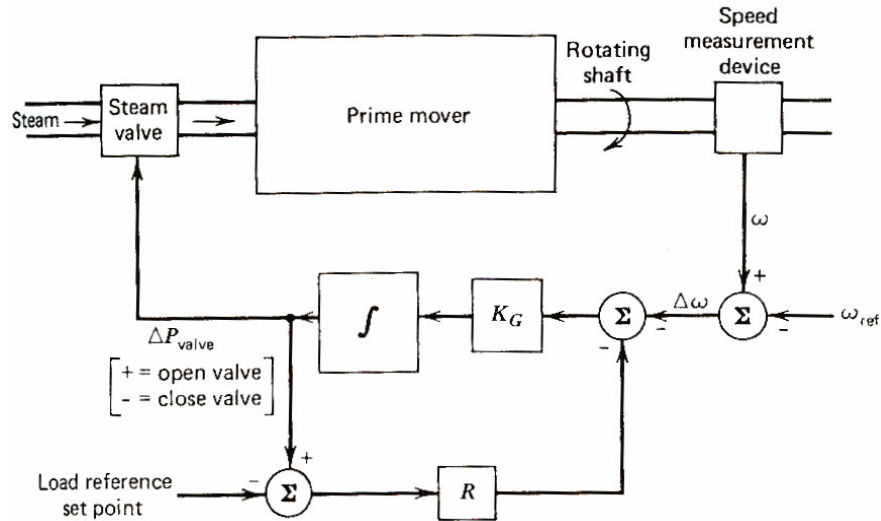 Speed
measurement
device
Rotating
shaft
Steam
Steam
valve
Prime mover
ω
+
Δω
-
-
ω_ref
Σ
Σ
-
K_G
∫
ΔP_valve
[+ = open valve
- = close valve]
-
+
Load reference
set point
Σ
R